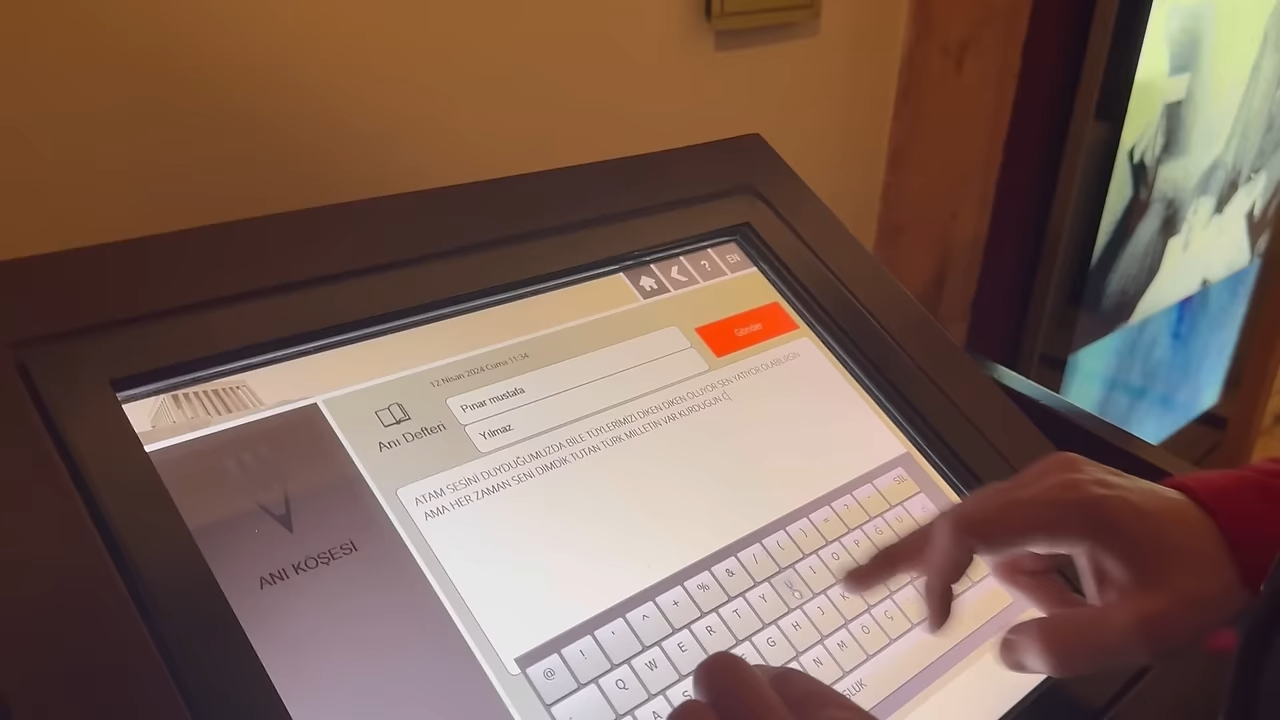 EN
12 Nisan 2024 Cuma 11:34
Gönder
Pınar mustafa
Anı Defteri
Yılmaz
ATAM SESİNİ DUYDUĞUMUZDA BILE TÜYLERİMİZİ DİKEN DİKEN OLUYOR SEN YATIYOR OLABİLİRSİN
AMA HER ZAMAN SENİ DİMDİK TUTAN TÜRK MİLLETİN VAR KURDUĞUN C
V
ANI KÖŞESİ
@ ! ' ^ + % & / ( ) = ? - SİL
Q W E R T Y U I O P Ğ Ü
A S G H J K
N M Ö Ç